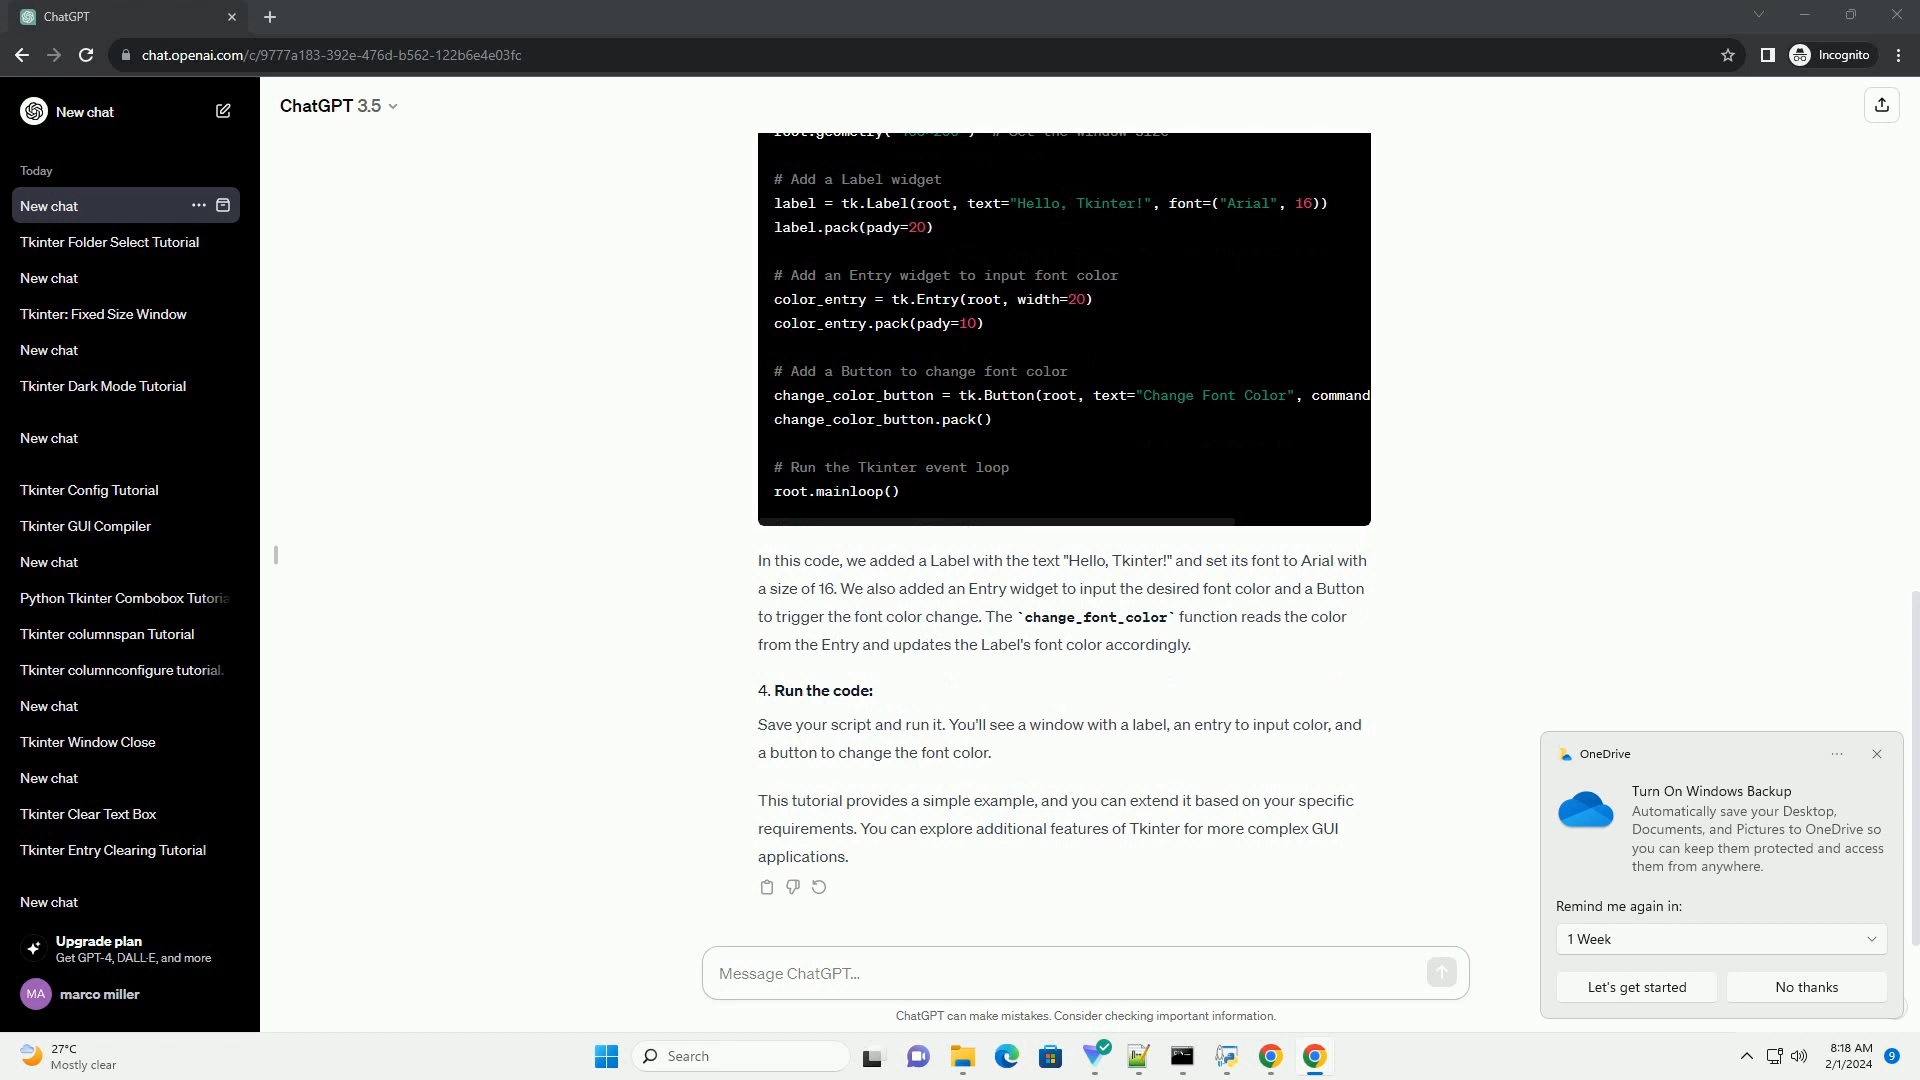 ChatGPT
chat.openai.com/c/9777a183-392e-476d-b562-122b6e4e03fc
Incognito
New chat
Today
New chat
Tkinter Folder Select Tutorial
New chat
Tkinter: Fixed Size Window
New chat
Tkinter Dark Mode Tutorial
New chat
Tkinter Config Tutorial
Tkinter GUI Compiler
New chat
Python Tkinter Combobox Tutoria
Tkinter columnspan Tutorial
Tkinter columnconfigure tutorial.
New chat
Tkinter Window Close
New chat
Tkinter Clear Text Box
Tkinter Entry Clearing Tutorial
New chat
Upgrade plan
Get GPT-4, DALL·E, and more
MA marco miller
ChatGPT 3.5
# Add a Label widget
label = tk.Label(root, text="Hello, Tkinter!", font=("Arial", 16))
label.pack(pady=20)
# Add an Entry widget to input font color
color_entry = tk.Entry(root, width=20)
color_entry.pack(pady=10)
# Add a Button to change font color
change_color_button = tk.Button(root, text="Change Font Color", command
change_color_button.pack()
# Run the Tkinter event loop
root.mainloop()
In this code, we added a Label with the text "Hello, Tkinter!" and set its font to Arial with
a size of 16. We also added an Entry widget to input the desired font color and a Button
to trigger the font color change. The `change_font_color` function reads the color
from the Entry and updates the Label's font color accordingly.
4. Run the code:
Save your script and run it. You'll see a window with a label, an entry to input color, and
a button to change the font color.
This tutorial provides a simple example, and you can extend it based on your specific
requirements. You can explore additional features of Tkinter for more complex GUI
applications.
Message ChatGPT...
ChatGPT can make mistakes. Consider checking important information.
OneDrive
Turn On Windows Backup
Automatically save your Desktop,
Documents, and Pictures to OneDrive so
you can keep them protected and access
them from anywhere.
Remind me again in:
1 Week
Let's get started
No thanks
27°C
Mostly clear
Search
8:18 AM
2/1/2024
9